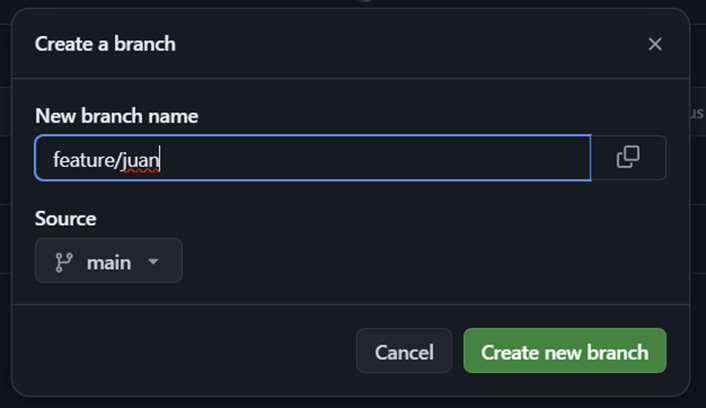 Create a branch
New branch name
feature/juan
Source
main
Cancel
Create new branch